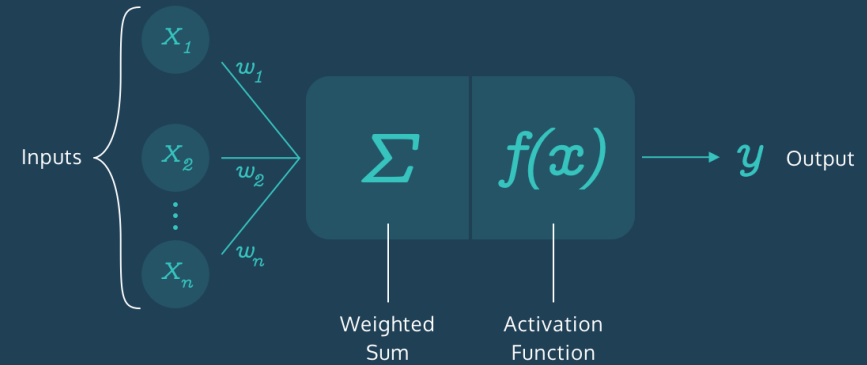 Inputs
X₁
X₂
⋮
Xₙ
w₁
w₂
wₙ
Σ
f(x)
y
Output
Weighted
Sum
Activation
Function